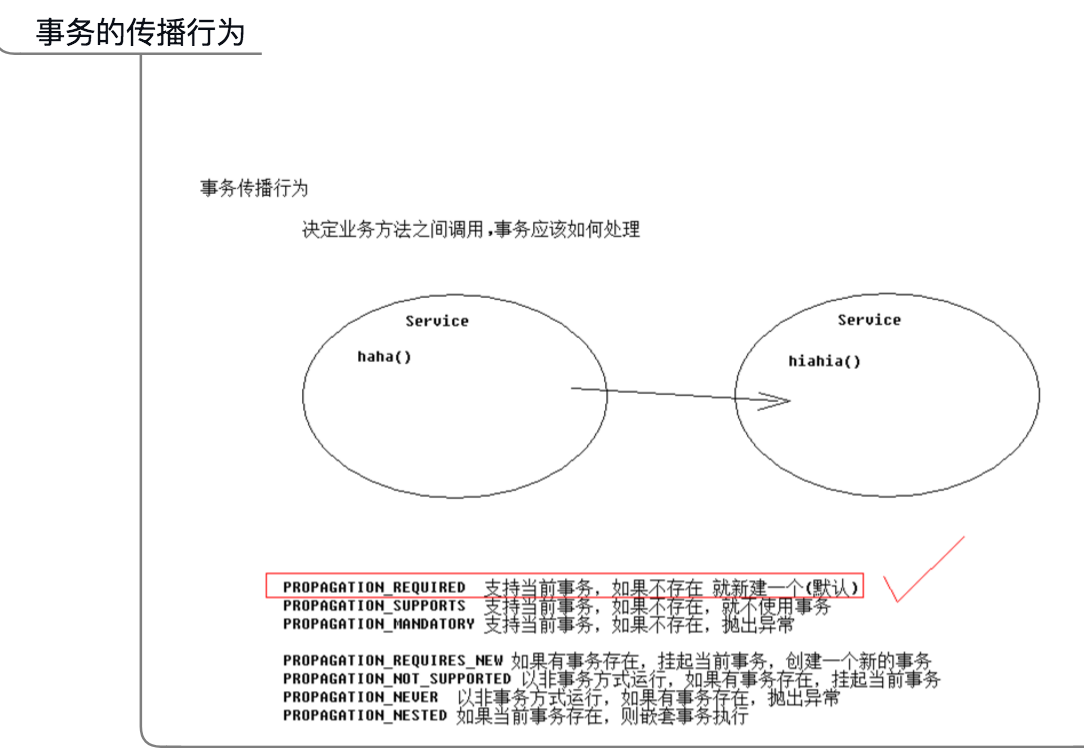 事务的传播行为
事务传播行为
决定业务方法之间调用,事务应该如何处理
Service
haha()
Service
hiahia()
PROPAGATION_REQUIRED 支持当前事务，如果不存在 就新建一个(默认)
PROPAGATION_SUPPORTS 支持当前事务，如果不存在，就不使用事务
PROPAGATION_MANDATORY 支持当前事务，如果不存在，抛出异常
PROPAGATION_REQUIRES_NEW 如果有事务存在，挂起当前事务，创建一个新的事务
PROPAGATION_NOT_SUPPORTED 以非事务方式运行，如果有事务存在，挂起当前事务
PROPAGATION_NEVER 以非事务方式运行，如果有事务存在，抛出异常
PROPAGATION_NESTED 如果当前事务存在，则嵌套事务执行